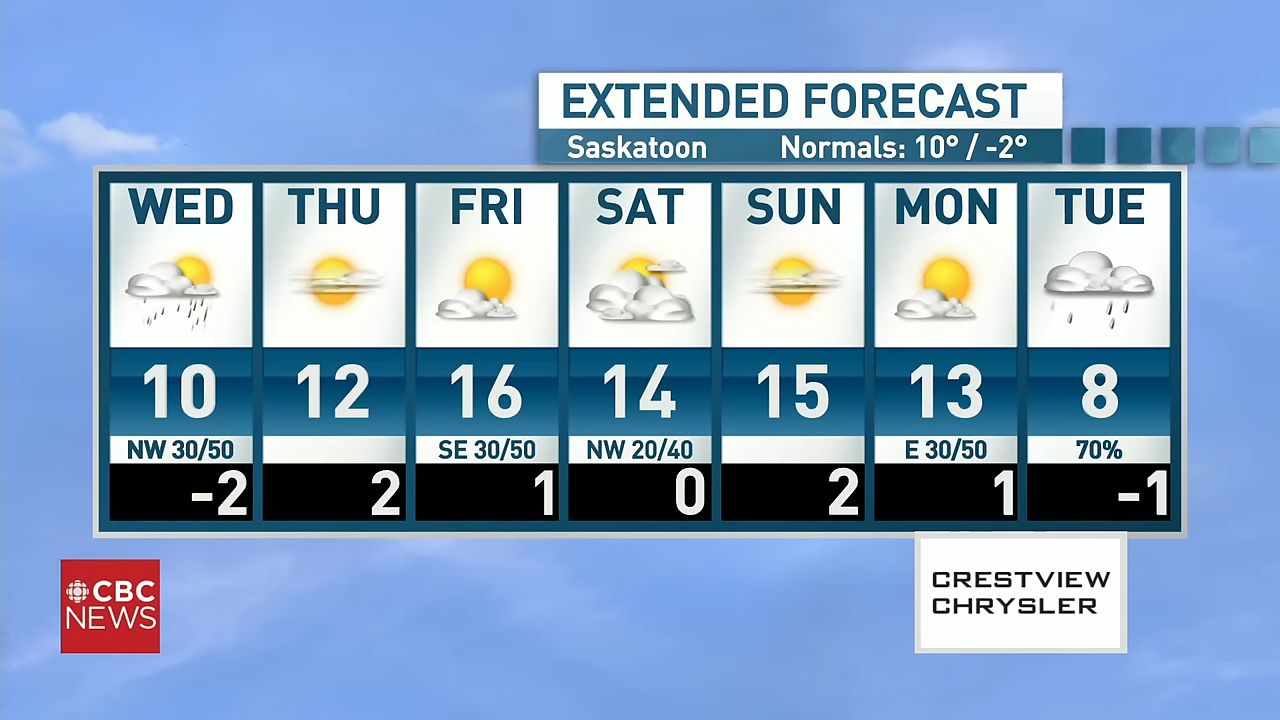 EXTENDED FORECAST
Saskatoon Normals: 10° / -2°
WED THU FRI SAT SUN MON TUE
10 12 16 14 15 13 8
NW 30/50 SE 30/50 NW 20/40 E 30/50 70%
-2 2 1 0 2 1 -1
CBC
NEWS
CRESTVIEW
CHRYSLER